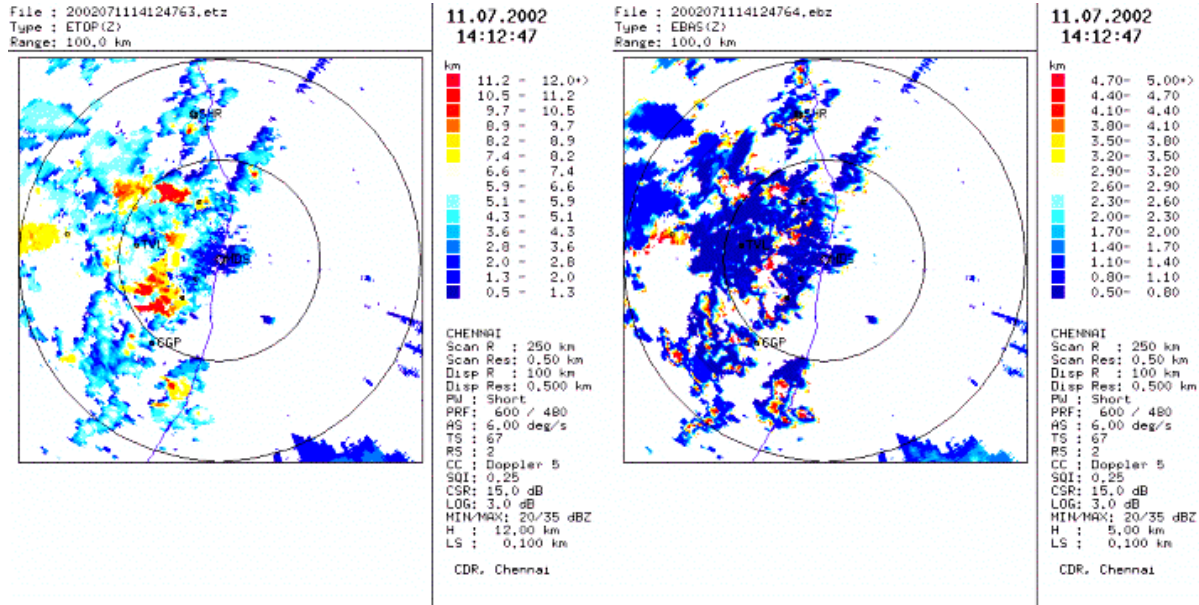 File : 2002071114124763,etz
Type : ETOP(Z)
Range: 100.0 km
11.07.2002
14:12:47
km
11.2 - 12.0+>
10.5 - 11.2
9.7 - 10.5
8.9 - 9.7
8.2 - 8.9
7.4 - 8.2
6.6 - 7.4
5.9 - 6.6
5.1 - 5.9
4.3 - 5.1
3.6 - 4.3
2.8 - 3.6
2.0 - 2.8
1.3 - 2.0
0.5 - 1.3
SHR
TVL
MDS
CGP
CHENNAI
Scan R : 250 km
Scan Res: 0.50 km
Disp R : 100 km
Disp Res: 0.500 km
PW : Short
PRF: 600 / 480
AS : 6.00 deg/s
TS : 67
RS : 2
CC : Doppler 5
SQI: 0.25
CSR: 15.0 dB
LOG: 3.0 dB
MIN/MAX: 20/35 dBZ
H : 12.00 km
LS : 0.100 km
CDR, Chennai
File : 2002071114124764,ebz
Type : EBAS(Z)
Range: 100.0 km
11.07.2002
14:12:47
km
4.70- 5.00+>
4.40- 4.70
4.10- 4.40
3.80- 4.10
3.50- 3.80
3.20- 3.50
2.90- 3.20
2.60- 2.90
2.30- 2.60
2.00- 2.30
1.70- 2.00
1.40- 1.70
1.10- 1.40
0.80- 1.10
0.50- 0.80
SHR
TVL
MDS
CGP
CHENNAI
Scan R : 250 km
Scan Res: 0.50 km
Disp R : 100 km
Disp Res: 0.500 km
PW : Short
PRF: 600 / 480
AS : 6.00 deg/s
TS : 67
RS : 2
CC : Doppler 5
SQI: 0.25
CSR: 15.0 dB
LOG: 3.0 dB
MIN/MAX: 20/35 dBZ
H : 5.00 km
LS : 0.100 km
CDR, Chennai